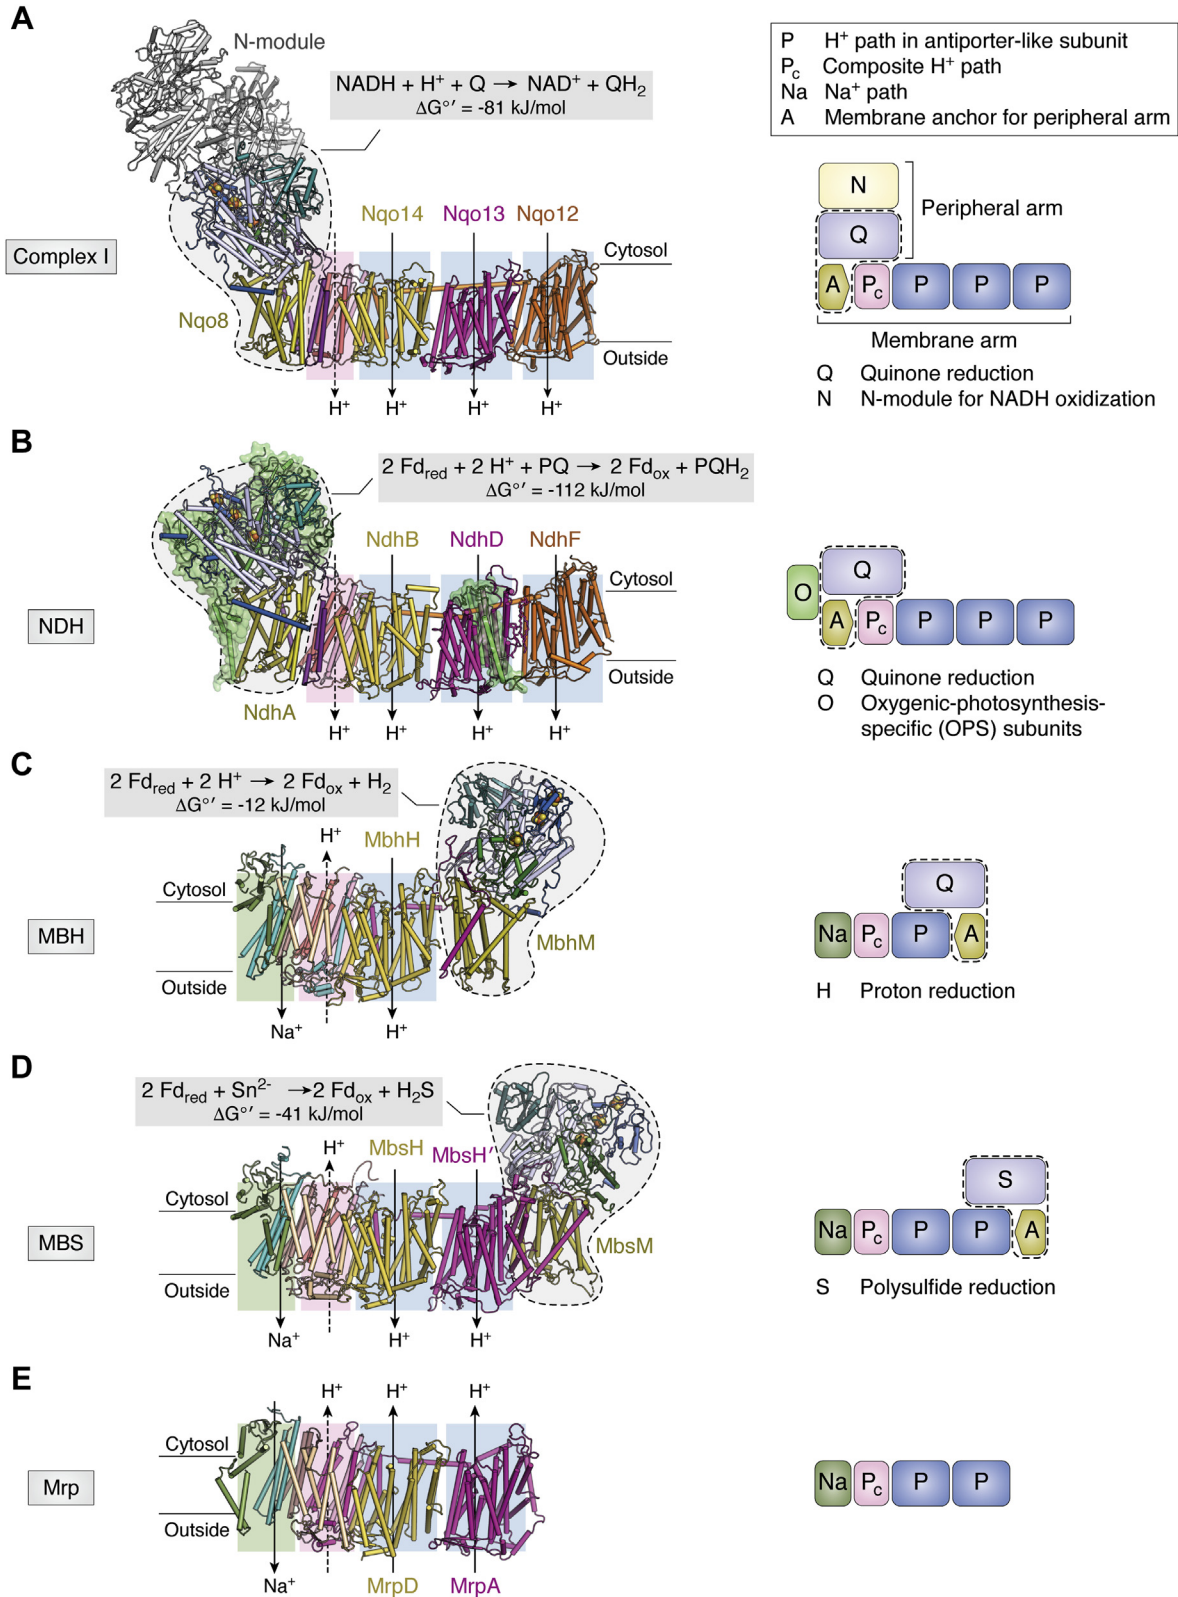 A
N-module
NADH + H⁺ + Q → NAD⁺ + QH₂
ΔG°′ = -81 kJ/mol
Complex I
Nqo8
Nqo14
Nqo13
Nqo12
Cytosol
Outside
H⁺
H⁺
H⁺
H⁺
P H⁺ path in antiporter-like subunit
Pc Composite H⁺ path
Na Na⁺ path
A Membrane anchor for peripheral arm
N
Q
Peripheral arm
A Pc P P P
Membrane arm
Q Quinone reduction
N N-module for NADH oxidization
B
2 Fdred + 2 H⁺ + PQ → 2 Fdox + PQH₂
ΔG°′ = -112 kJ/mol
NDH
NdhA
NdhB
NdhD
NdhF
Cytosol
Outside
H⁺
H⁺
H⁺
H⁺
O
Q
A Pc P P P
Q Quinone reduction
O Oxygenic-photosynthesis-
specific (OPS) subunits
C
2 Fdred + 2 H⁺ → 2 Fdox + H₂
ΔG°′ = -12 kJ/mol
H⁺
MbhH
Cytosol
MBH
MbhM
Outside
Na⁺
H⁺
Q
Na Pc P A
H Proton reduction
D
2 Fdred + Sn²⁻ →2 Fdox + H₂S
ΔG°′ = -41 kJ/mol
H⁺
MbsH
MbsH′
Cytosol
MBS
MbsM
Outside
Na⁺
H⁺
H⁺
S
Na Pc P P A
S Polysulfide reduction
E
H⁺
H⁺
H⁺
Cytosol
Mrp
Outside
Na⁺
MrpD
MrpA
Na Pc P P